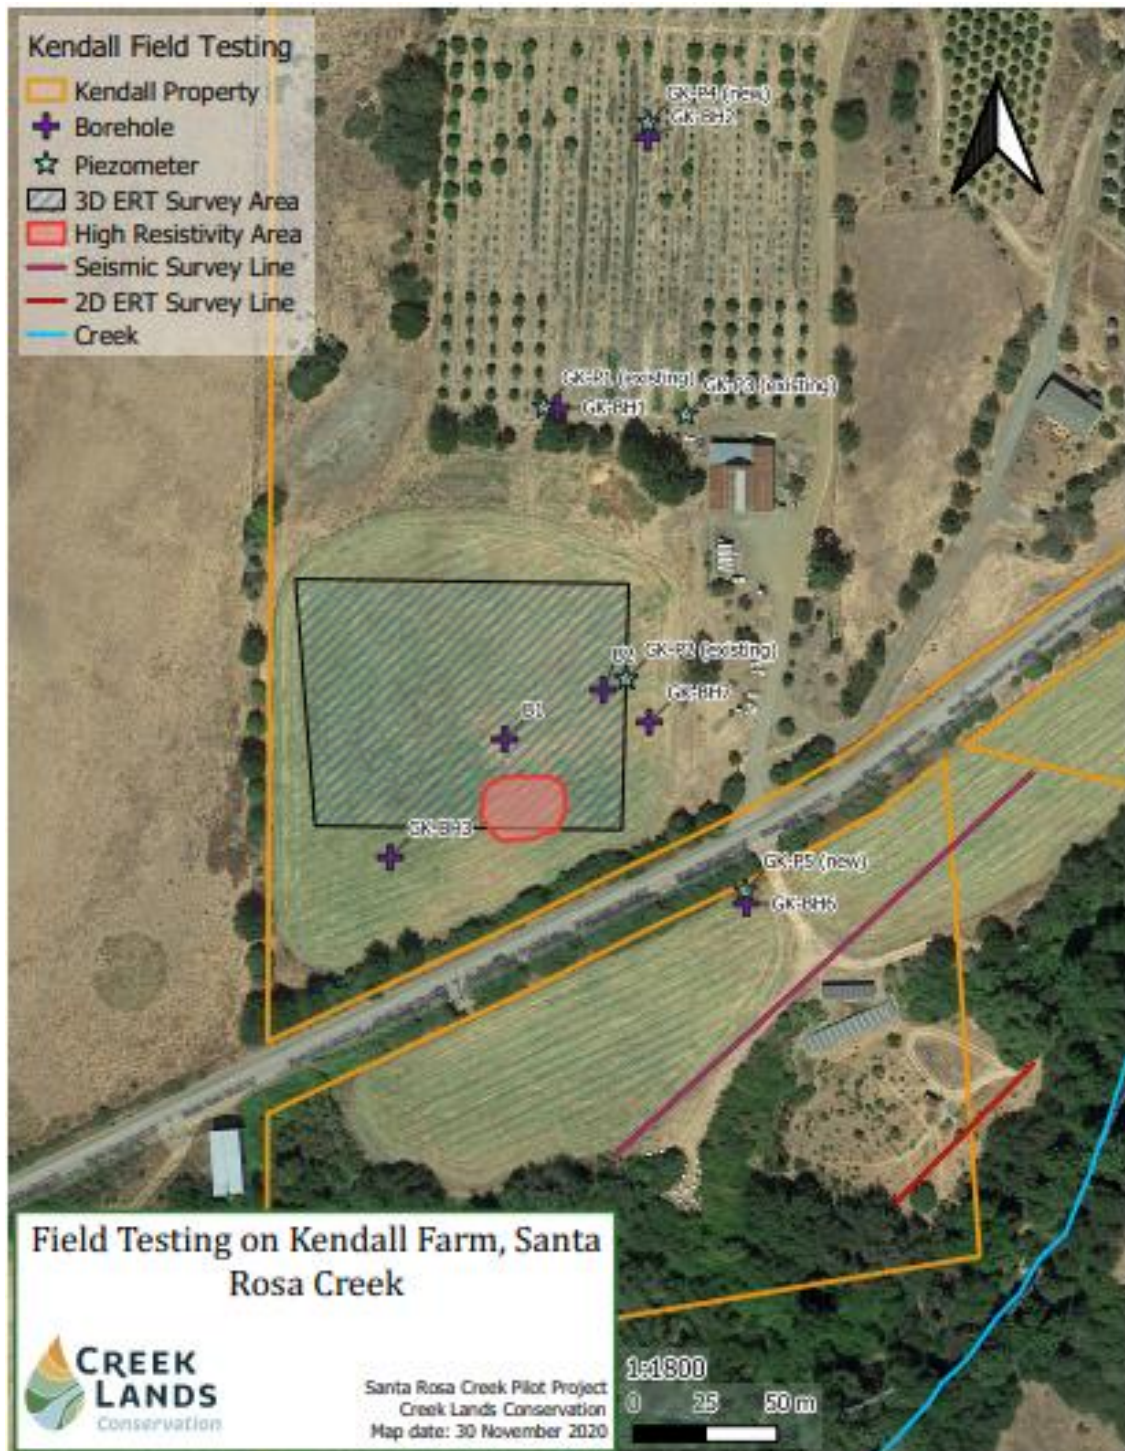 Kendall Field Testing
Kendall Property
Borehole
Piezometer
3D ERT Survey Area
High Resistivity Area
Seismic Survey Line
2D ERT Survey Line
Creek
GK-P4 (new)
GK-BH2
GK-P1 (existing)
GK-P3 (existing)
GK-BH1
GK-P2 (existing)
B2
GK-BH7
B1
GK-BH3
GK-P5 (new)
GK-BH6
Field Testing on Kendall Farm, Santa
Rosa Creek
CREEK
LANDS
Conservation
Santa Rosa Creek Pilot Project
Creek Lands Conservation
Map date: 30 November 2020
1:1800
0 25 50 m